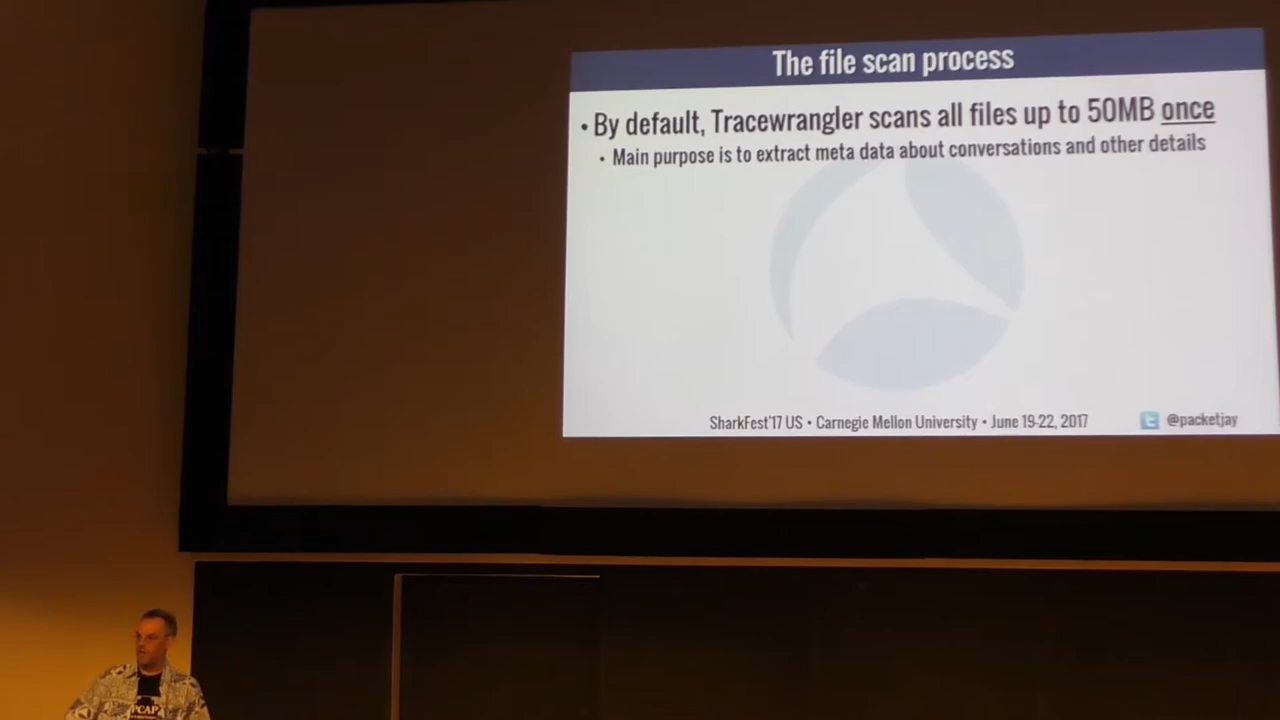 The file scan process
• By default, Tracewrangler scans all files up to 50MB once
• Main purpose is to extract meta data about conversations and other details
SharkFest'17 US • Carnegie Mellon University • June 19-22, 2017
@packetjay
PCAP